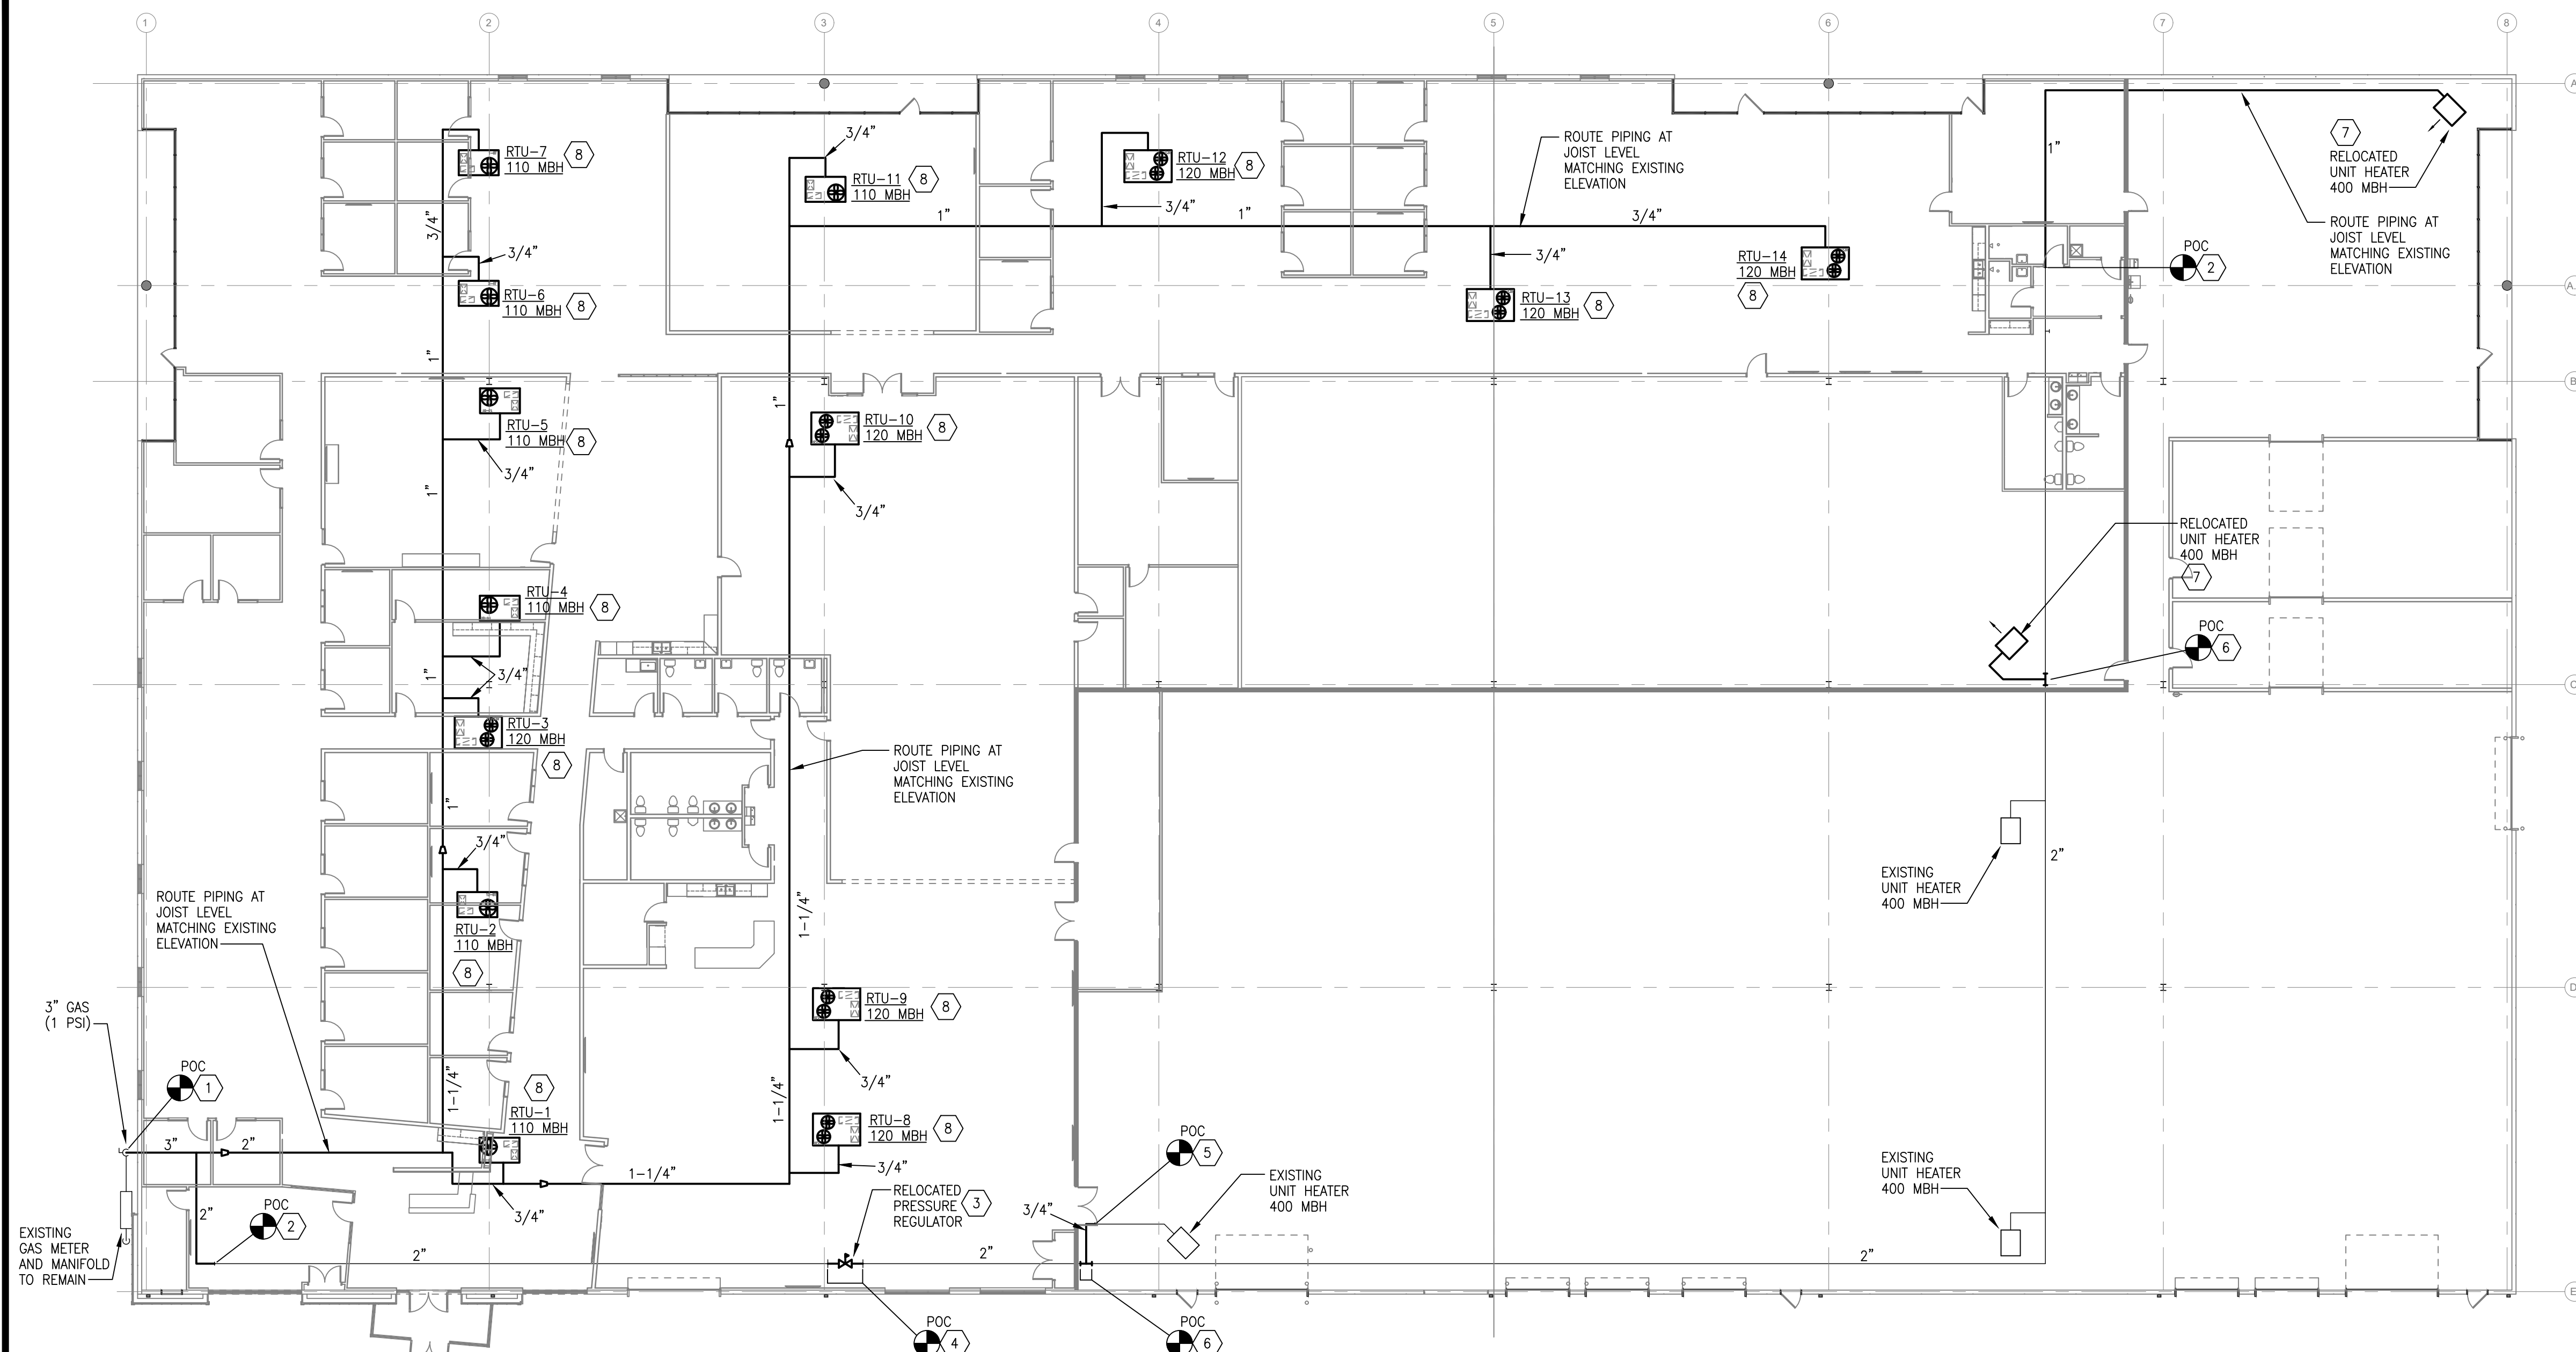 1
2
3
4
5
6
7
8
A
RTU-7
110 MBH
8
3/4"
3/4"
RTU-6
110 MBH
8
1"
RTU-5
110 MBH
8
3/4"
1"
RTU-4
110 MBH
8
3/4"
1"
RTU-3
120 MBH
8
1"
3/4"
RTU-2
110 MBH
8
ROUTE PIPING AT
JOIST LEVEL
MATCHING EXISTING
ELEVATION
3" GAS
(1 PSI)
POC
1
3"
2"
1-1/4"
8
RTU-1
110 MBH
3/4"
2"
POC
2
EXISTING
GAS METER
AND MANIFOLD
TO REMAIN
2"
3/4"
RTU-11
110 MBH
8
1"
3/4"
RTU-12
120 MBH
8
1"
ROUTE PIPING AT
JOIST LEVEL
MATCHING EXISTING
ELEVATION
3/4"
3/4"
RTU-13
120 MBH
8
RTU-14
120 MBH
8
1"
RTU-10
120 MBH
8
3/4"
ROUTE PIPING AT
JOIST LEVEL
MATCHING EXISTING
ELEVATION
1-1/4"
RTU-9
120 MBH
8
3/4"
1-1/4"
RTU-8
120 MBH
8
3/4"
1-1/4"
RELOCATED
PRESSURE
REGULATOR
3
2"
3/4"
POC
5
EXISTING
UNIT HEATER
400 MBH
POC
4
POC
6
2"
1"
7
RELOCATED
UNIT HEATER
400 MBH
ROUTE PIPING AT
JOIST LEVEL
MATCHING EXISTING
ELEVATION
POC
2
B
RELOCATED
UNIT HEATER
400 MBH
7
POC
6
C
2"
EXISTING
UNIT HEATER
400 MBH
D
EXISTING
UNIT HEATER
400 MBH
E